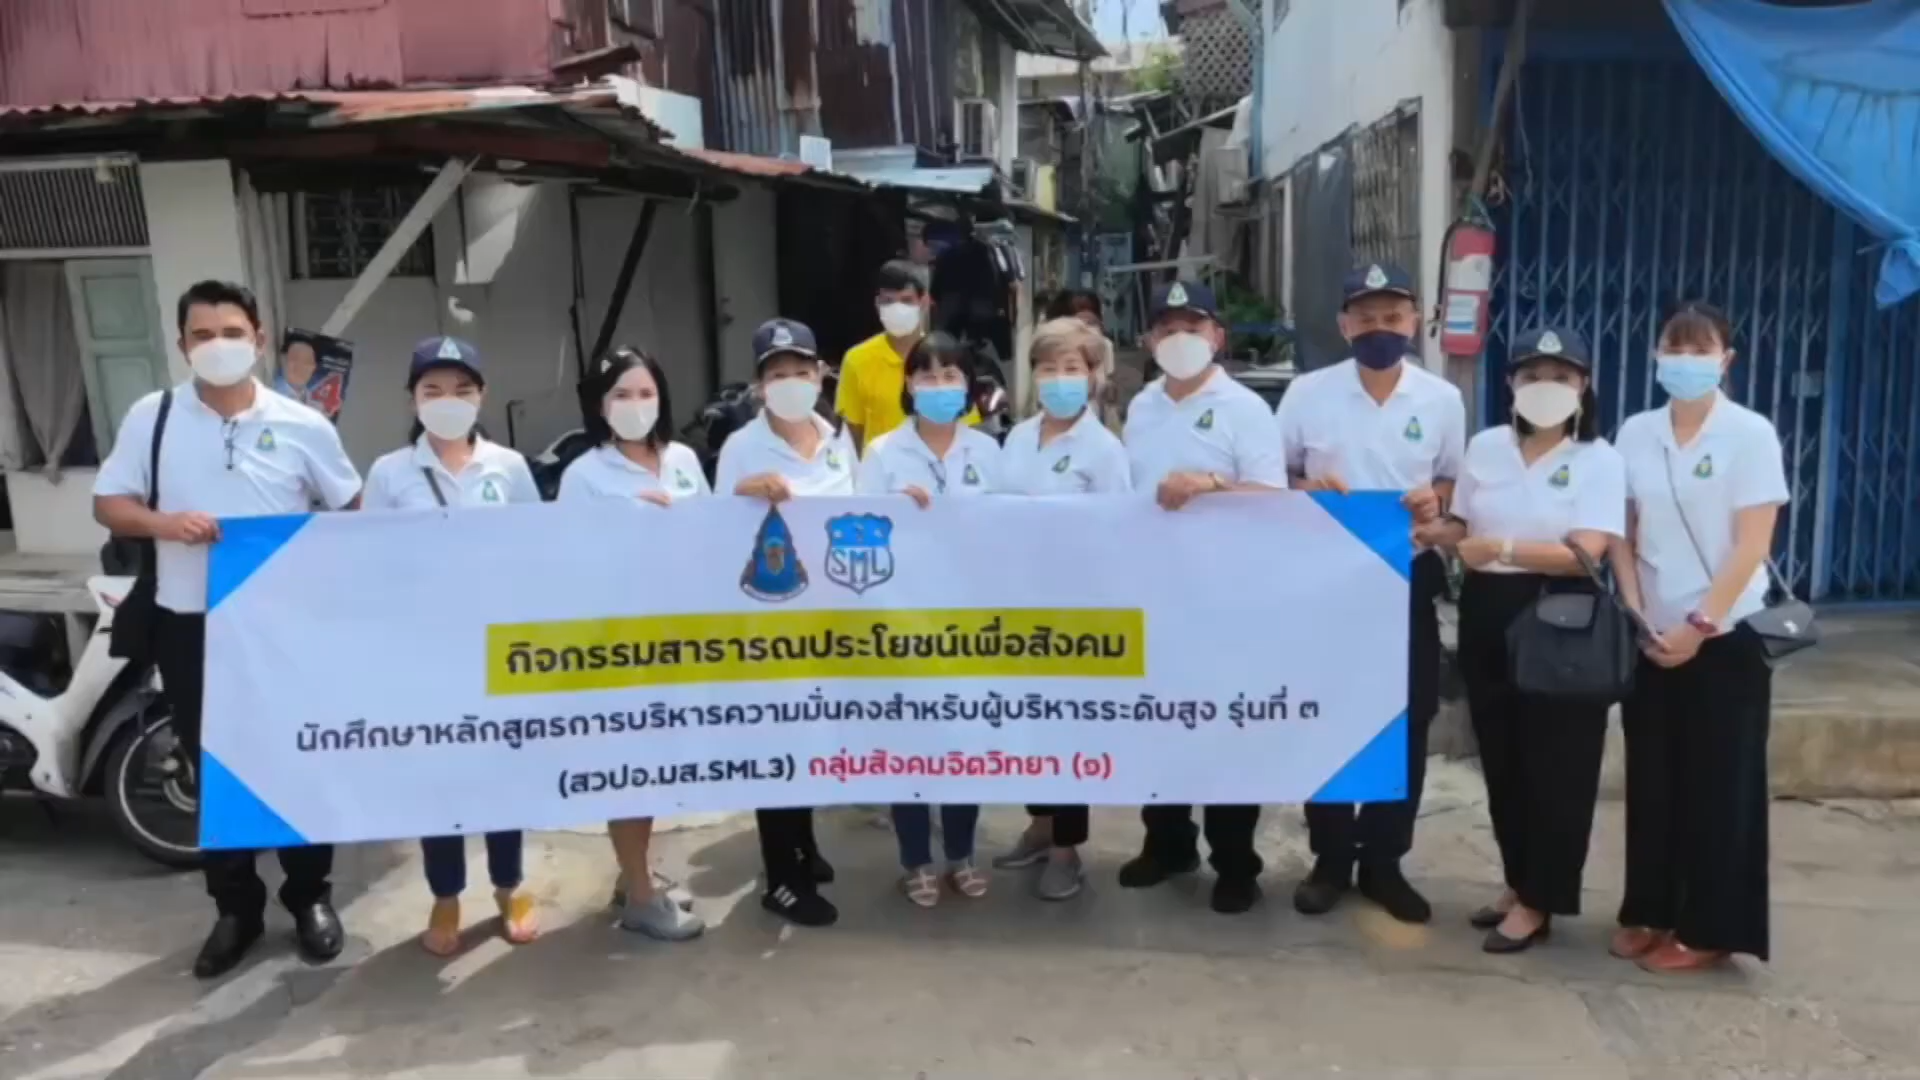 SML
กิจกรรมสาธารณประโยชน์เพื่อสังคม
นักศึกษาหลักสูตรการบริหารความมั่นคงสำหรับผู้บริหารระดับสูง รุ่นที่ ๓
(สวปอ.มส.SML3) กลุ่มสังคมจิตวิทยา (๑)
4